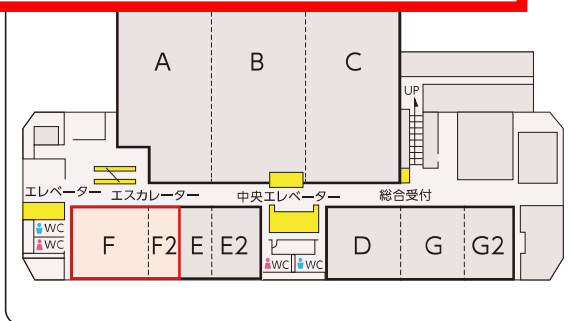 A B C
UP
エレベーター エスカレーター 中央エレベーター 総合受付
WC
WC
F F2 E E2 D G G2
WC WC